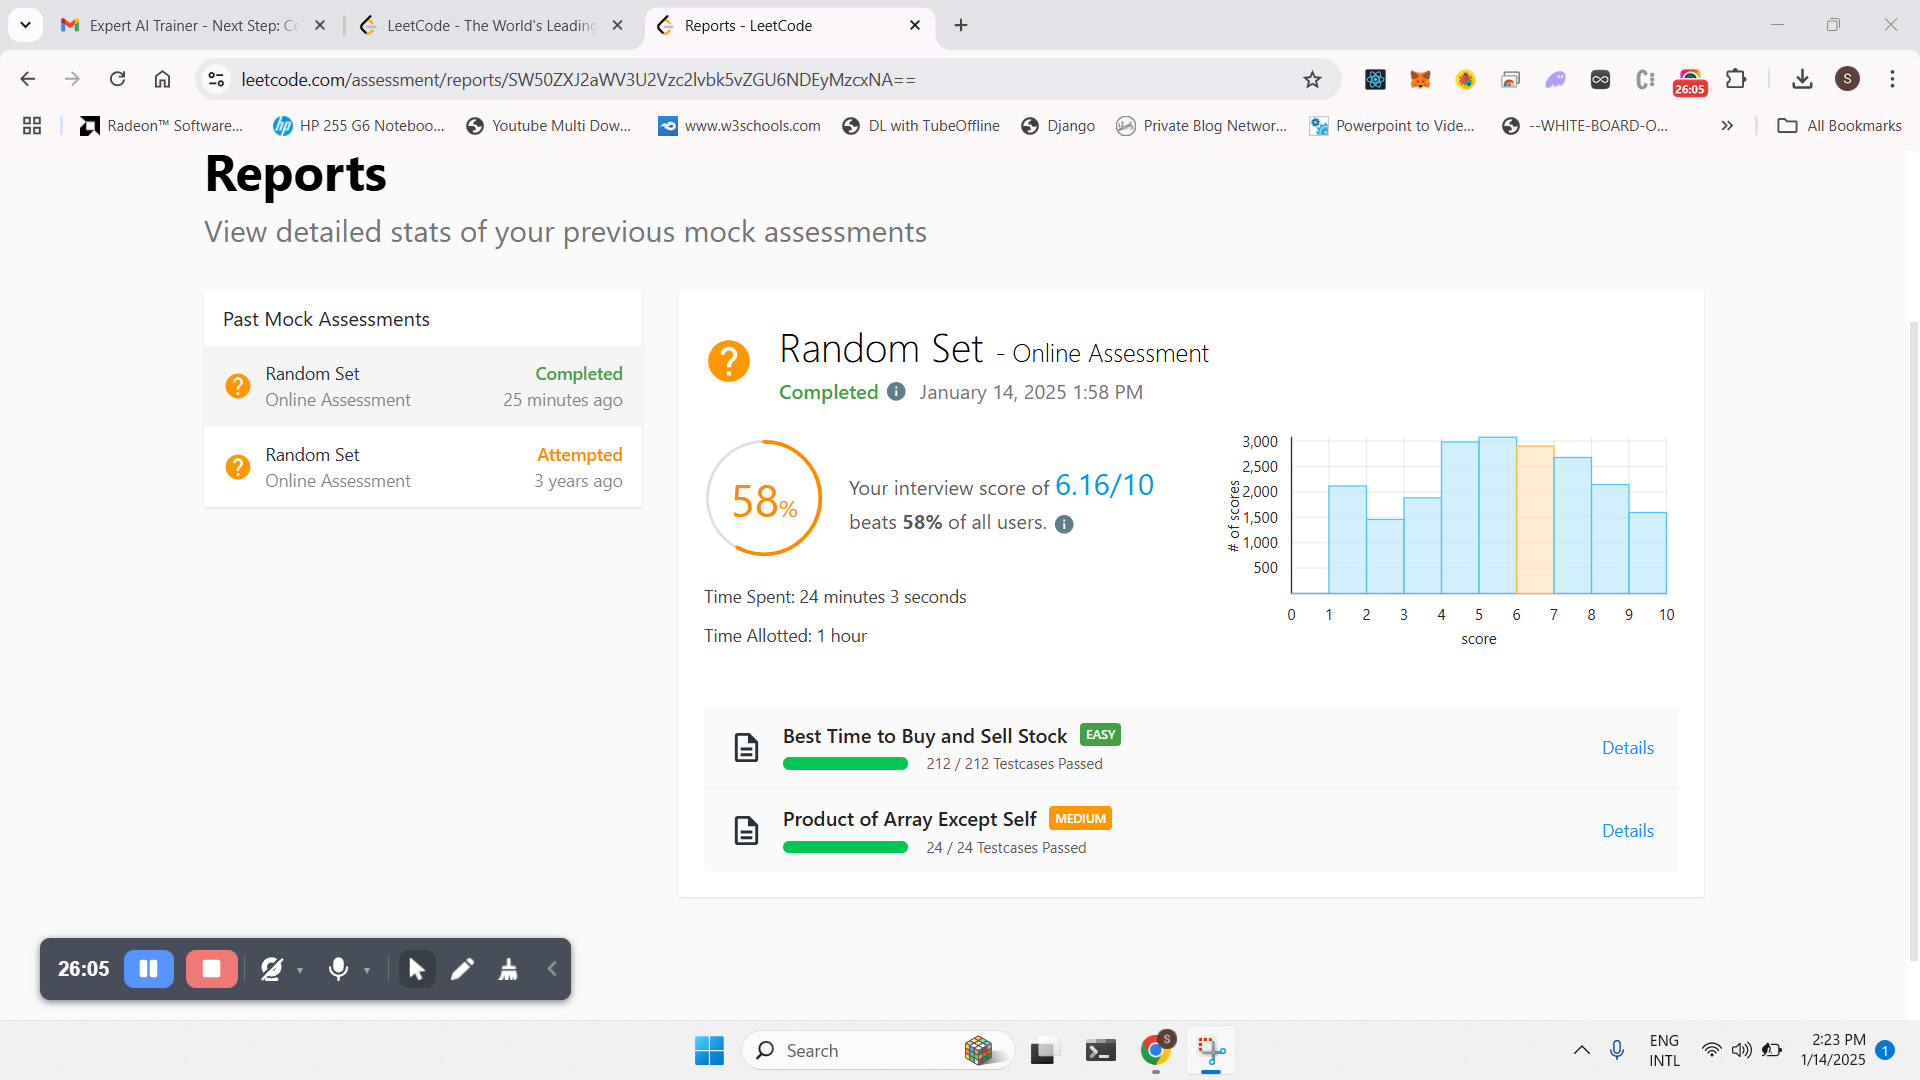 Expert AI Trainer - Next Step: Co
LeetCode - The World's Leading
Reports - LeetCode
leetcode.com/assessment/reports/SW50ZXJ2aWV3U2Vzc2lvbk5vZGU6NDEyMzcxNA==
26:05
S
Radeon™ Software...
HP 255 G6 Noteboo...
Youtube Multi Dow...
www.w3schools.com
DL with TubeOffline
Django
Private Blog Networ...
Powerpoint to Vide...
--WHITE-BOARD-O...
All Bookmarks
Reports
View detailed stats of your previous mock assessments
Past Mock Assessments
Random Set
Completed
Online Assessment
25 minutes ago
Random Set
Attempted
Online Assessment
3 years ago
Random Set - Online Assessment
Completed January 14, 2025 1:58 PM
58%
Your interview score of 6.16/10
beats 58% of all users.
Time Spent: 24 minutes 3 seconds
Time Allotted: 1 hour
# of scores
3,000
2,500
2,000
1,500
1,000
500
0 1 2 3 4 5 6 7 8 9 10
score
Best Time to Buy and Sell Stock EASY
212 / 212 Testcases Passed
Details
Product of Array Except Self MEDIUM
24 / 24 Testcases Passed
Details
26:05
Search
S
ENG
INTL
2:23 PM
1/14/2025
1